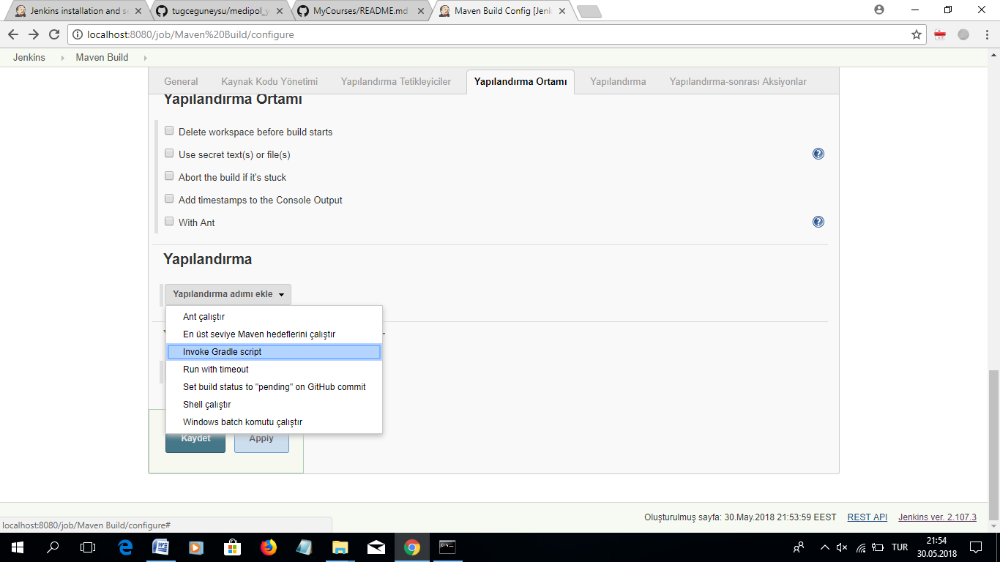 Jenkins installation and se
tugceguneysu/medipol_y
MyCourses/README.md
Maven Build Config [Jenk
localhost:8080/job/Maven%20Build/configure
Jenkins
Maven Build
General
Kaynak Kodu Yönetimi
Yapılandırma Tetikleyiciler
Yapılandırma Ortamı
Yapılandırma
Yapılandırma-sonrası Aksiyonlar
Yapılandırma Ortamı
Delete workspace before build starts
Use secret text(s) or file(s)
Abort the build if it's stuck
Add timestamps to the Console Output
With Ant
Yapılandırma
Yapılandırma adımı ekle
Ant çalıştır
En üst seviye Maven hedeflerini çalıştır
Invoke Gradle script
Run with timeout
Set build status to "pending" on GitHub commit
Shell çalıştır
Windows batch komutu çalıştır
Kaydet
Apply
Oluşturulmuş sayfa: 30.May.2018 21:53:59 EEST
REST API
Jenkins ver. 2.107.3
localhost:8080/job/Maven Build/configure#
TUR
21:54
30.05.2018